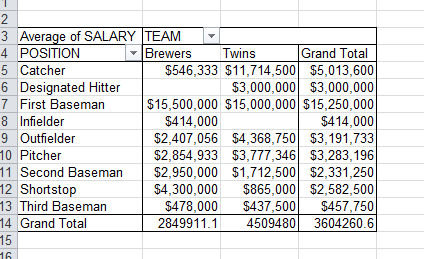 1
2
3 Average of SALARY TEAM
4 POSITION Brewers Twins Grand Total
5 Catcher $546,333 $11,714,500 $5,013,600
6 Designated Hitter $3,000,000 $3,000,000
7 First Baseman $15,500,000 $15,000,000 $15,250,000
8 Infielder $414,000 $414,000
9 Outfielder $2,407,056 $4,368,750 $3,191,733
10 Pitcher $2,854,933 $3,777,346 $3,283,196
11 Second Baseman $2,950,000 $1,712,500 $2,331,250
12 Shortstop $4,300,000 $865,000 $2,582,500
13 Third Baseman $478,000 $437,500 $457,750
14 Grand Total 2849911.1 4509480 3604260.6
15
16